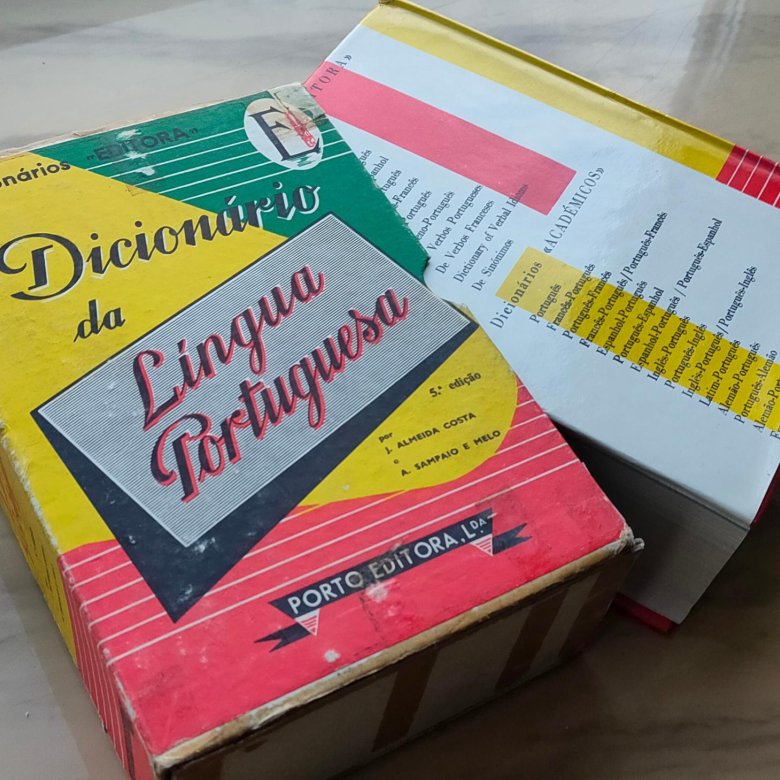 "EDITORA"
E
Dicionário
da
Língua
Portuguesa
5.ª edição
por
J. ALMEIDA COSTA
e
A. SAMPAIO E MELO
PORTO EDITORA, L.DA
De Verbos Portugueses
De Verbos Franceses
Dictionary of Verbal Idioms
De Sinónimos
Dicionários «ACADÉMICOS»
Português
Francês-Português
Português-Francês
Francês-Português / Português-Francês
Espanhol-Português
Português-Espanhol
Espanhol-Português / Português-Espanhol
Inglês-Português
Português-Inglês
Inglês-Português / Português-Inglês
Latim-Português
Alemão-Português
Português-Alemão